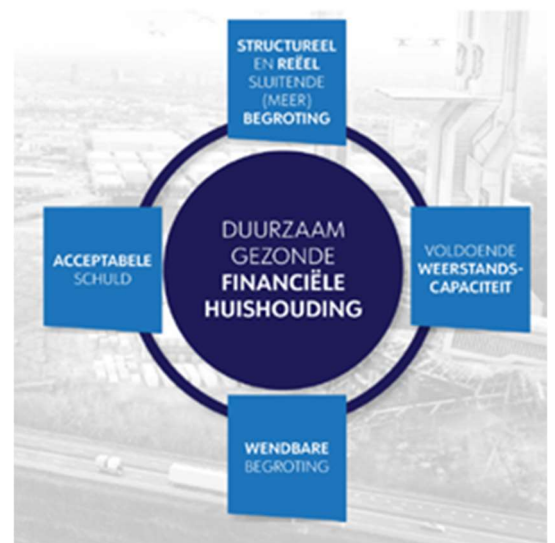 STRUCTUREEL
EN REËEL
SLUITENDE
(MEER)
BEGROTING
DUURZAAM
GEZONDE
FINANCIËLE
HUISHOUDING
ACCEPTABELE
SCHULD
VOLDOENDE
WEERSTANDS-
CAPACITEIT
WENDBARE
BEGROTING